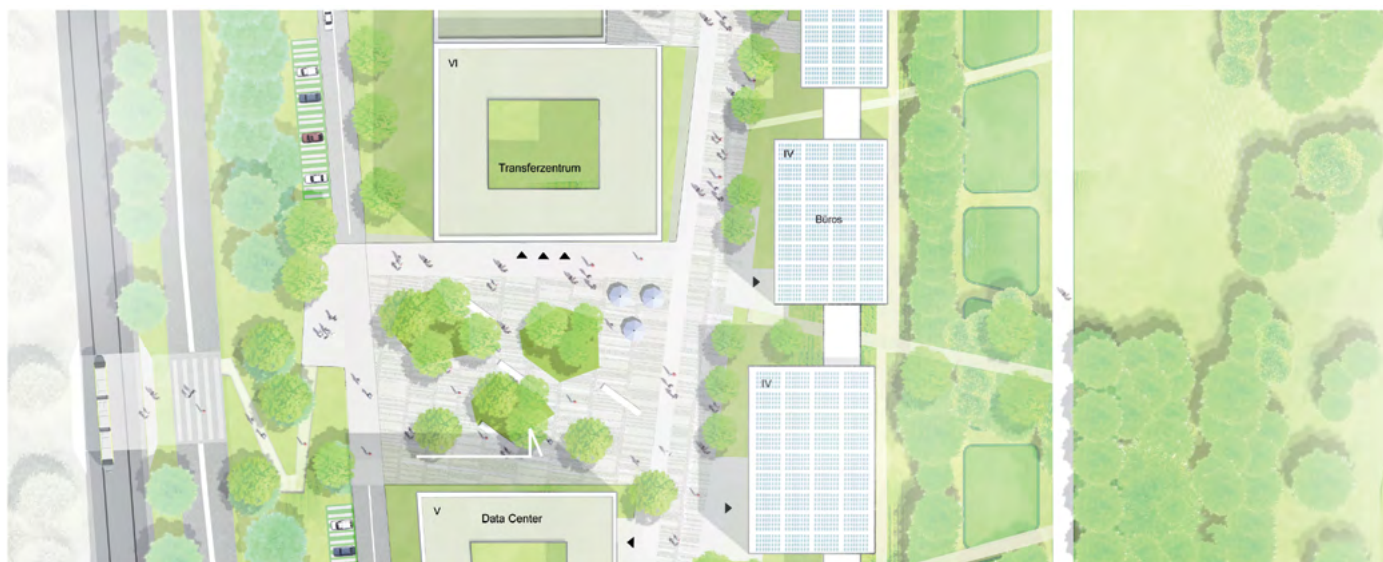 VI
Transferzentrum
IV
Büros
IV
V
Data Center